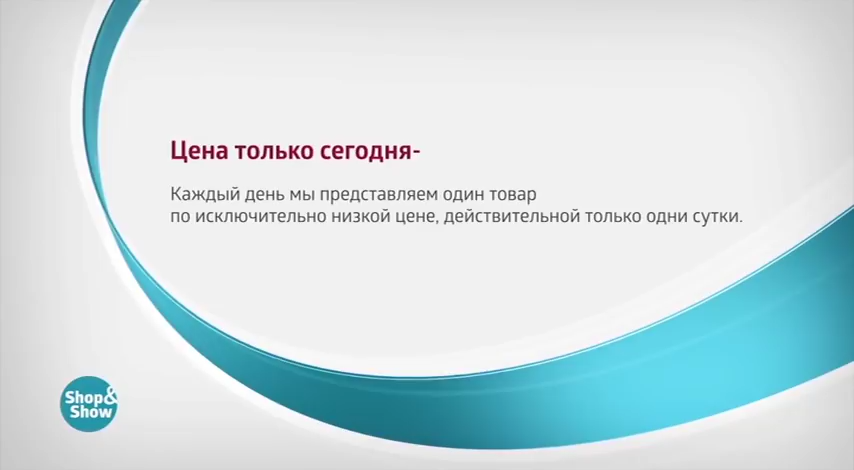 Цена только сегодня-
Каждый день мы представляем один товар
по исключительно низкой цене, действительной только одни сутки.
Shop&
Show